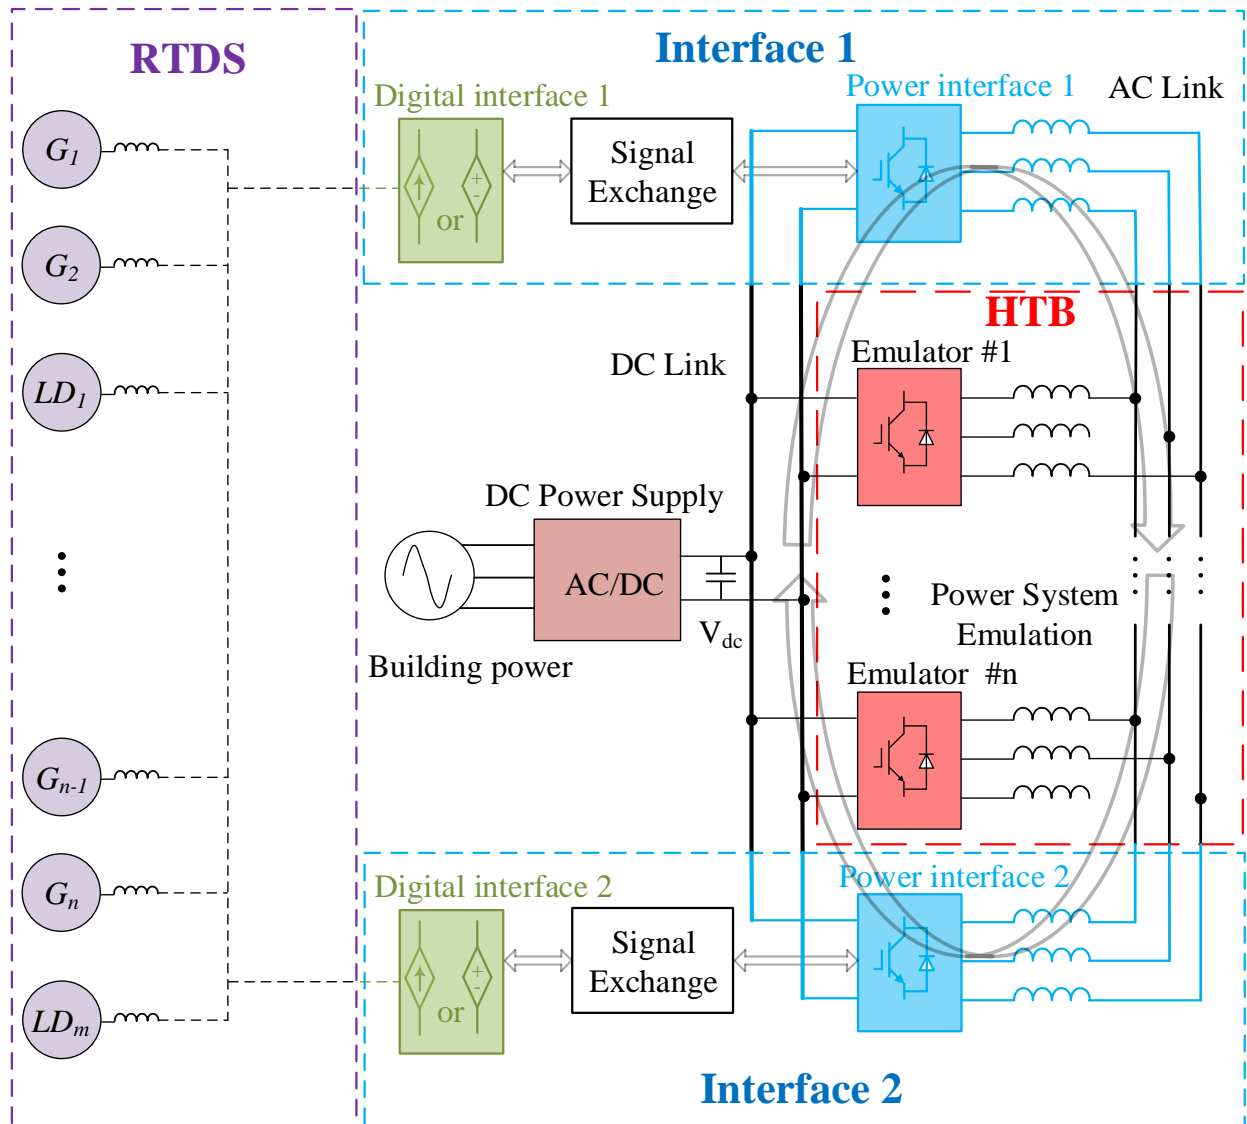 RTDS
G1
G2
LD1
Gn-1
Gn
LDm
Interface 1
Digital interface 1
+
-
or
Signal
Exchange
Power interface 1
AC Link
HTB
Emulator #1
DC Link
DC Power Supply
AC/DC
Vdc
Building power
Power System
Emulation
Emulator #n
Digital interface 2
+
-
or
Signal
Exchange
Power interface 2
Interface 2